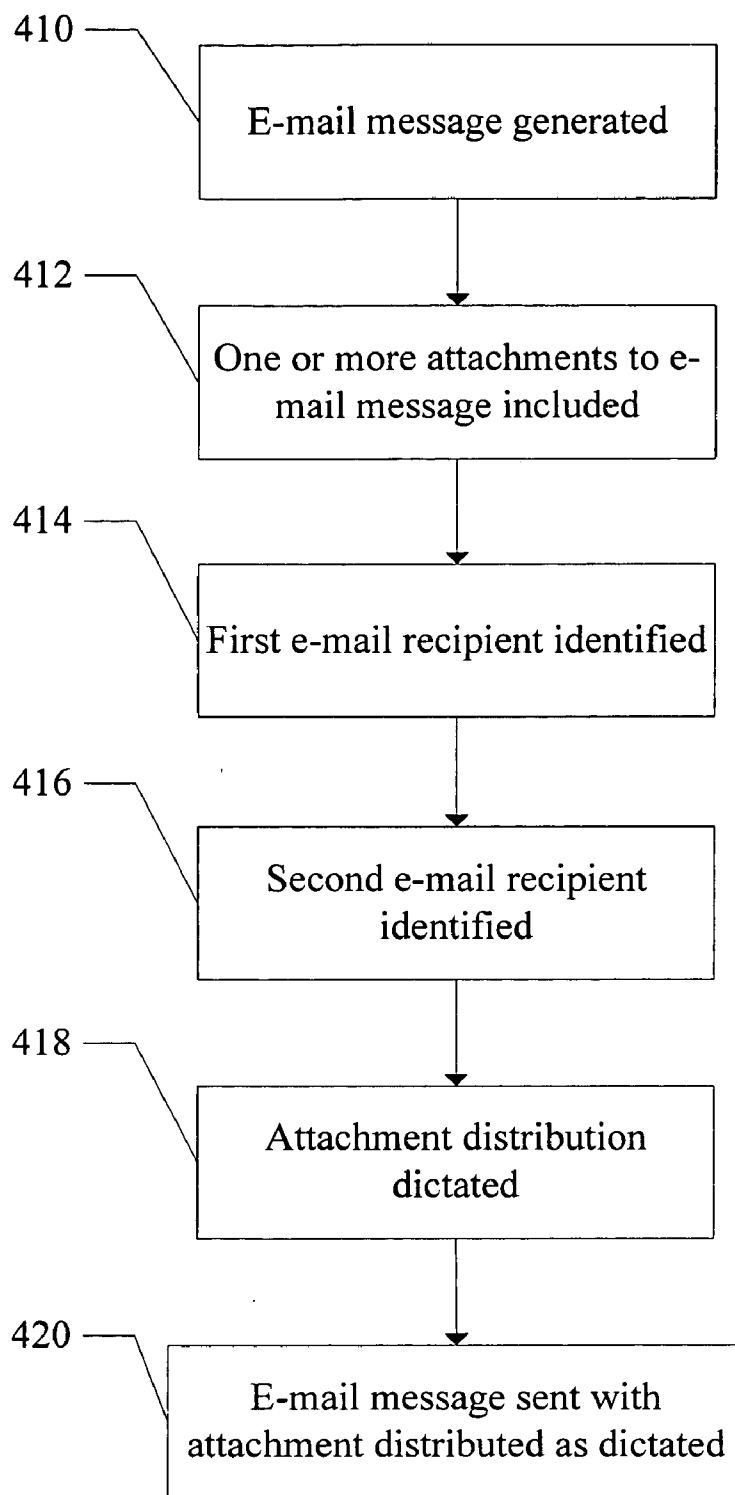 410
E-mail message generated
412
One or more attachments to e-
mail message included
414
First e-mail recipient identified
416
Second e-mail recipient
identified
418
Attachment distribution
dictated
420
E-mail message sent with
attachment distributed as dictated